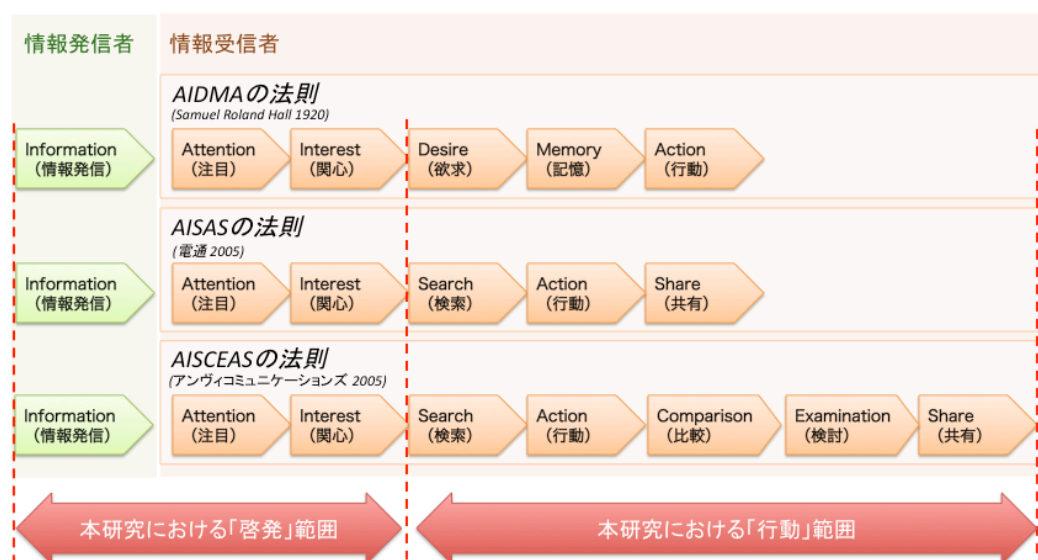 情報発信者
情報受信者
AIDMAの法則
(Samuel Roland Hall 1920)
Information
（情報発信）
Attention
（注目）
Interest
（関心）
Desire
（欲求）
Memory
（記憶）
Action
（行動）
AISASの法則
(電通 2005)
Information
（情報発信）
Attention
（注目）
Interest
（関心）
Search
（検索）
Action
（行動）
Share
（共有）
AISCEASの法則
(アンヴィコミュニケーションズ 2005)
Information
（情報発信）
Attention
（注目）
Interest
（関心）
Search
（検索）
Action
（行動）
Comparison
（比較）
Examination
（検討）
Share
（共有）
本研究における「啓発」範囲
本研究における「行動」範囲